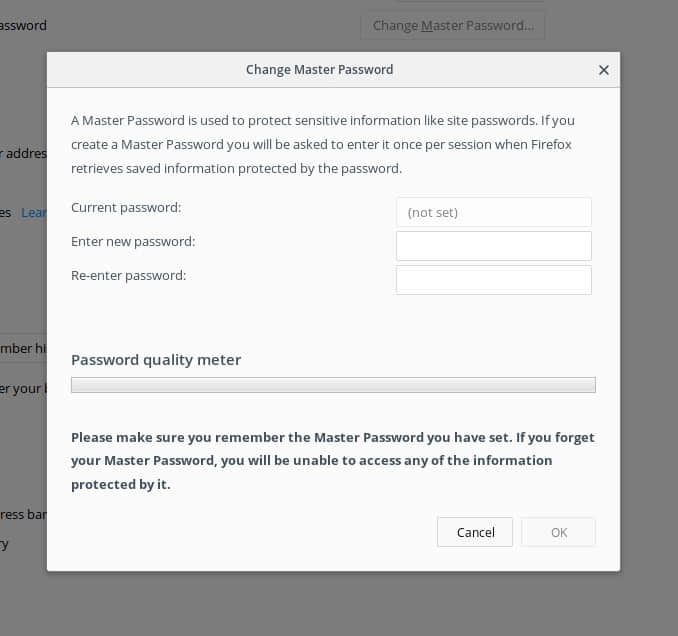 assword
Change Master Password...
Change Master Password
A Master Password is used to protect sensitive information like site passwords. If you
create a Master Password you will be asked to enter it once per session when Firefox
retrieves saved information protected by the password.
r addres
es Lear
Current password:
(not set)
Enter new password:
Re-enter password:
mber hi
Password quality meter
er your b
Please make sure you remember the Master Password you have set. If you forget
your Master Password, you will be unable to access any of the information
protected by it.
ress bar
Cancel
OK
ry